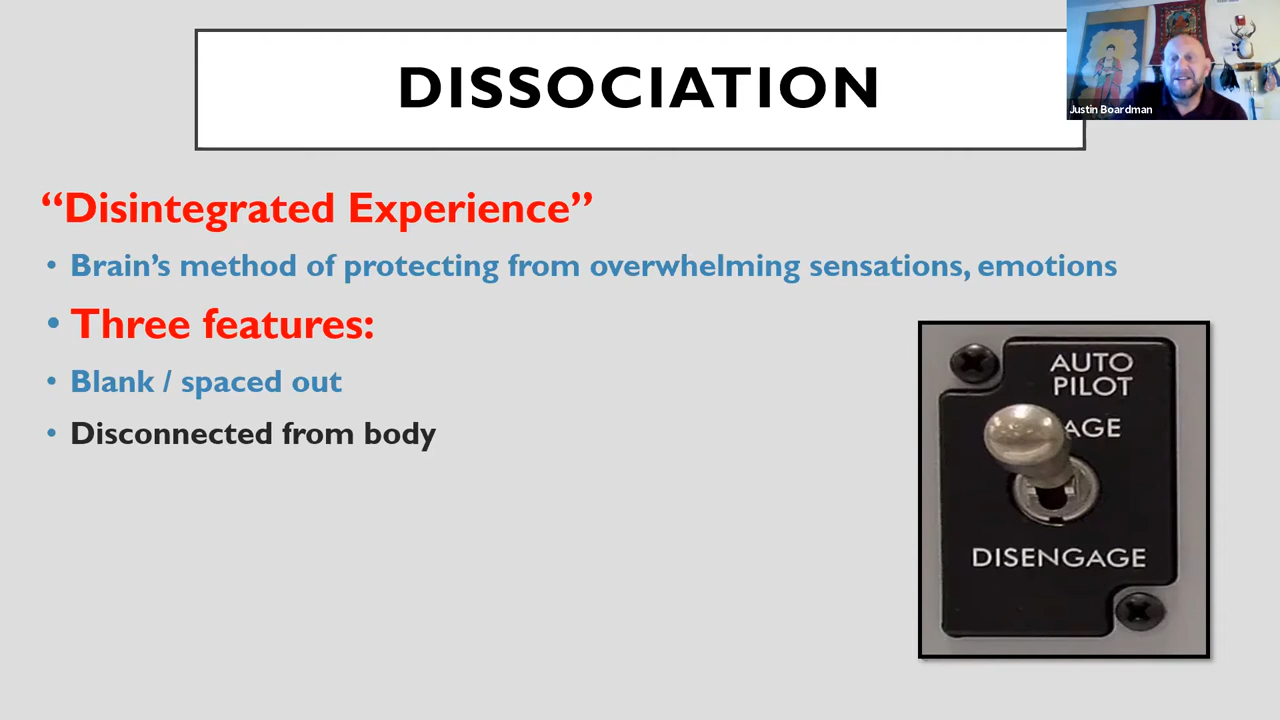 DISSOCIATION
Justin Boardman
“Disintegrated Experience”
• Brain’s method of protecting from overwhelming sensations, emotions
• Three features:
• Blank / spaced out
• Disconnected from body
AUTO
PILOT
AGE
DISENGAGE